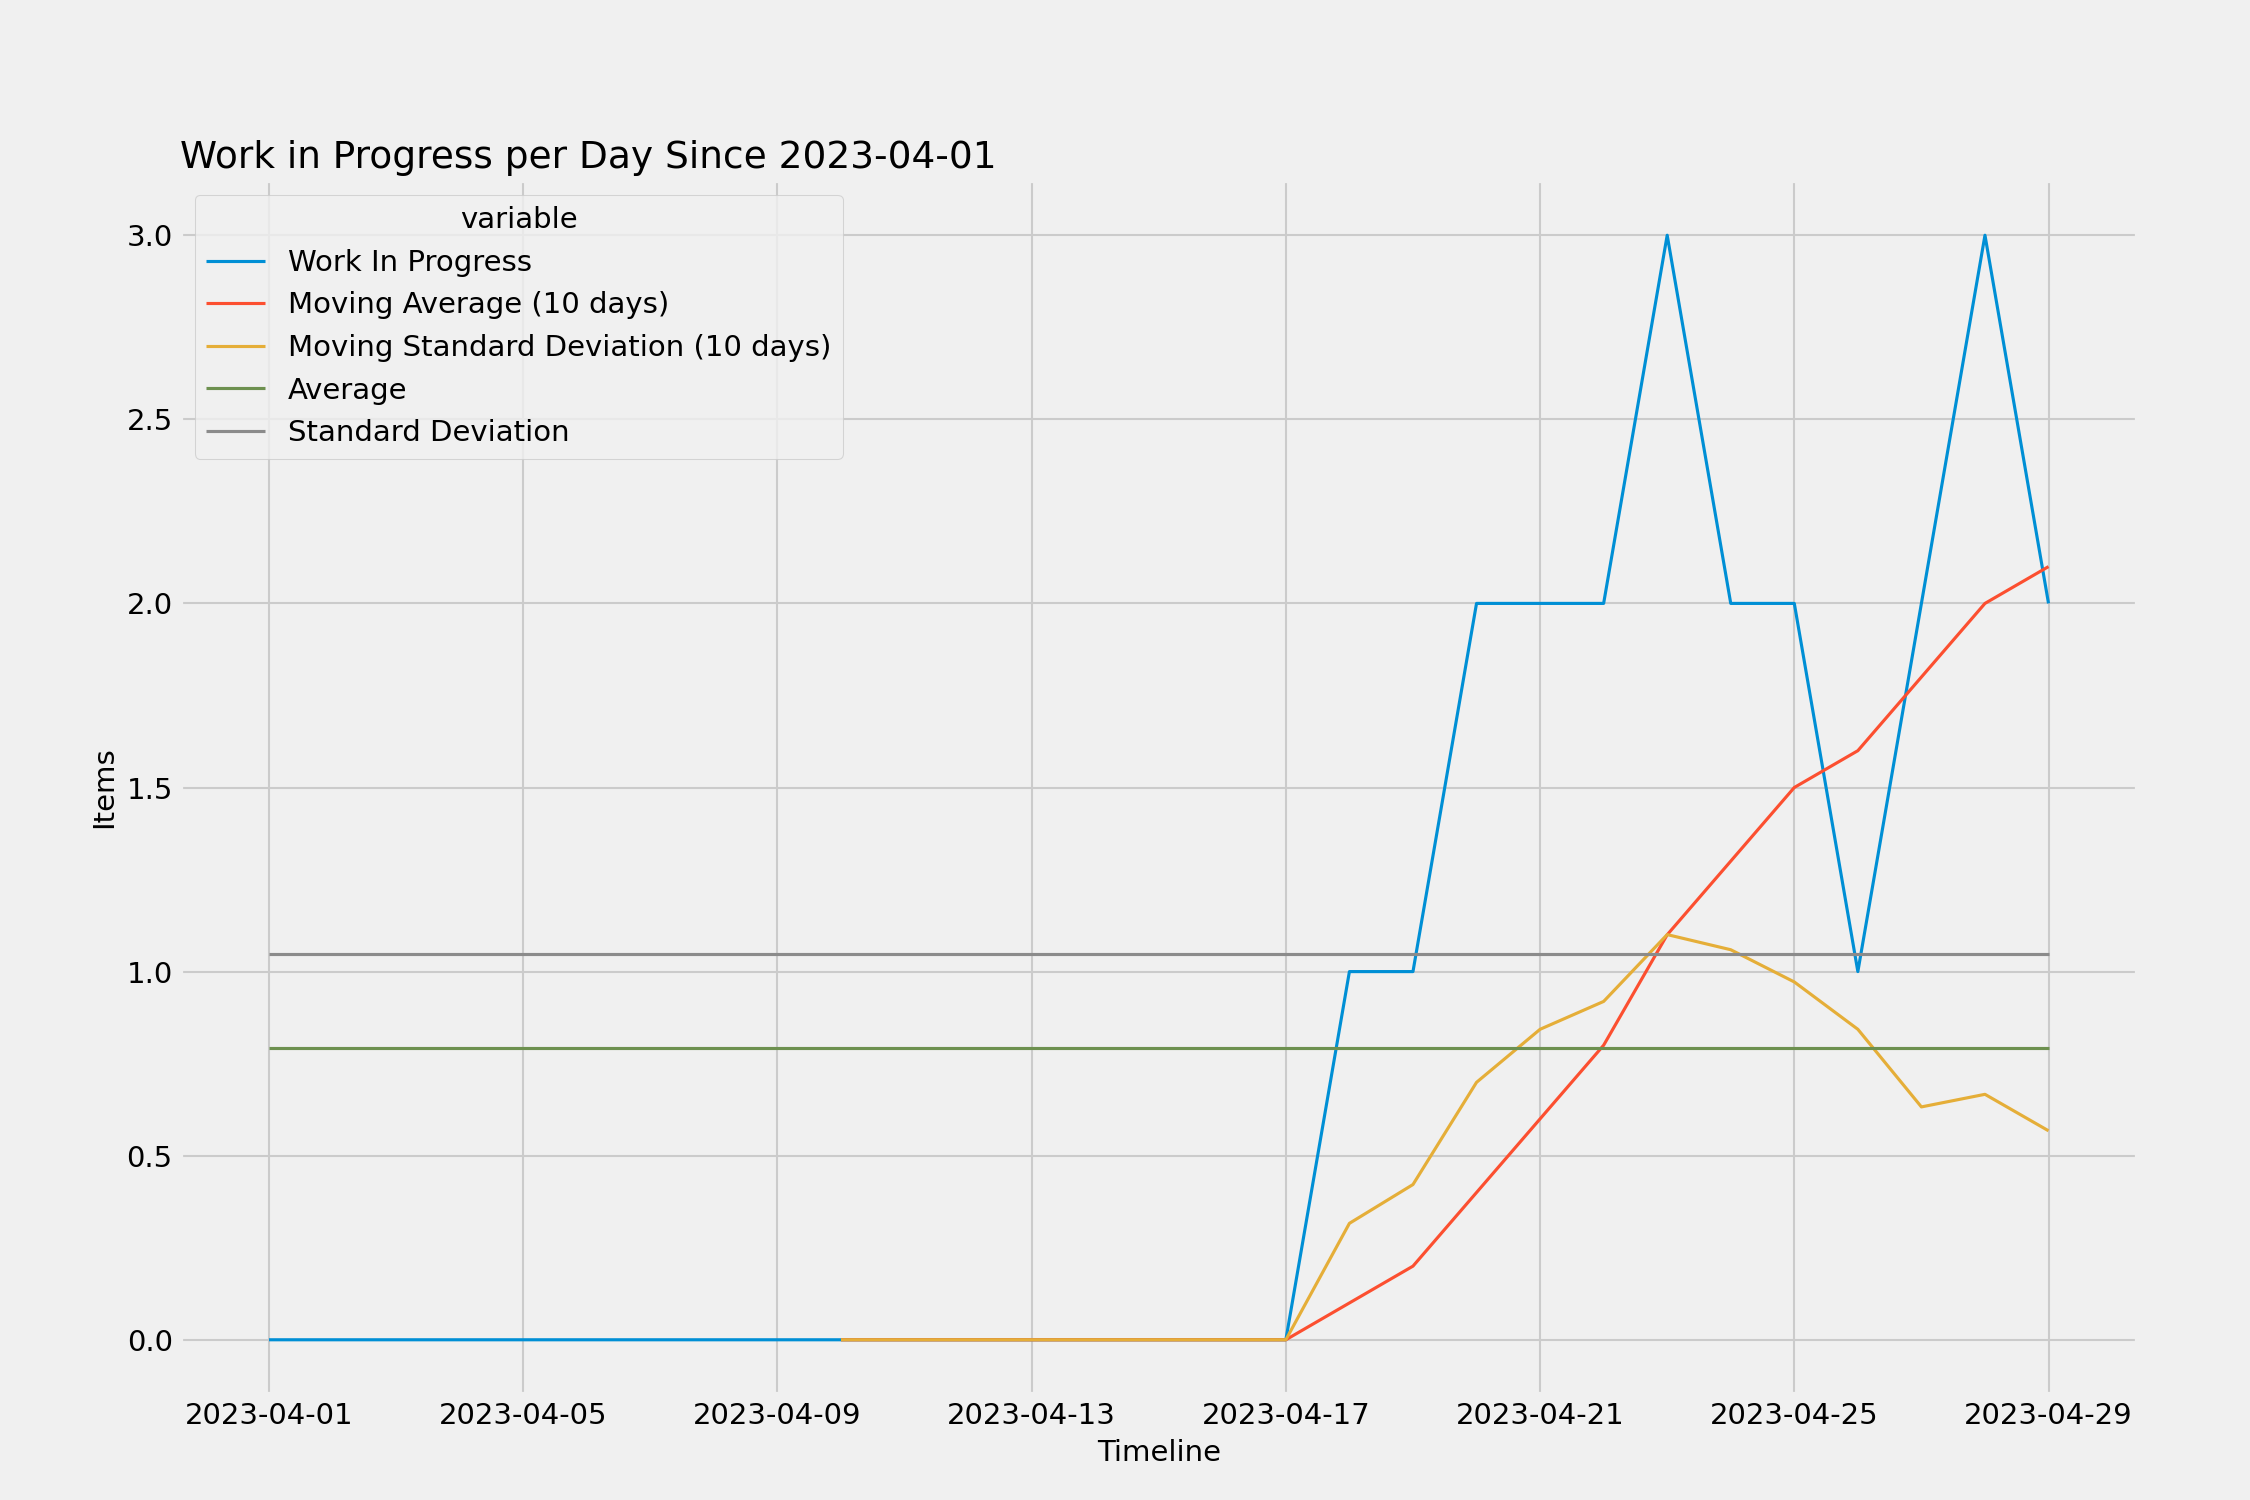 Work in Progress per Day Since 2023-04-01
variable
Work In Progress
Moving Average (10 days)
Moving Standard Deviation (10 days)
Average
Standard Deviation
3.0
2.5
2.0
1.5
1.0
0.5
0.0
Items
2023-04-01 2023-04-05 2023-04-09 2023-04-13 2023-04-17 2023-04-21 2023-04-25 2023-04-29
Timeline